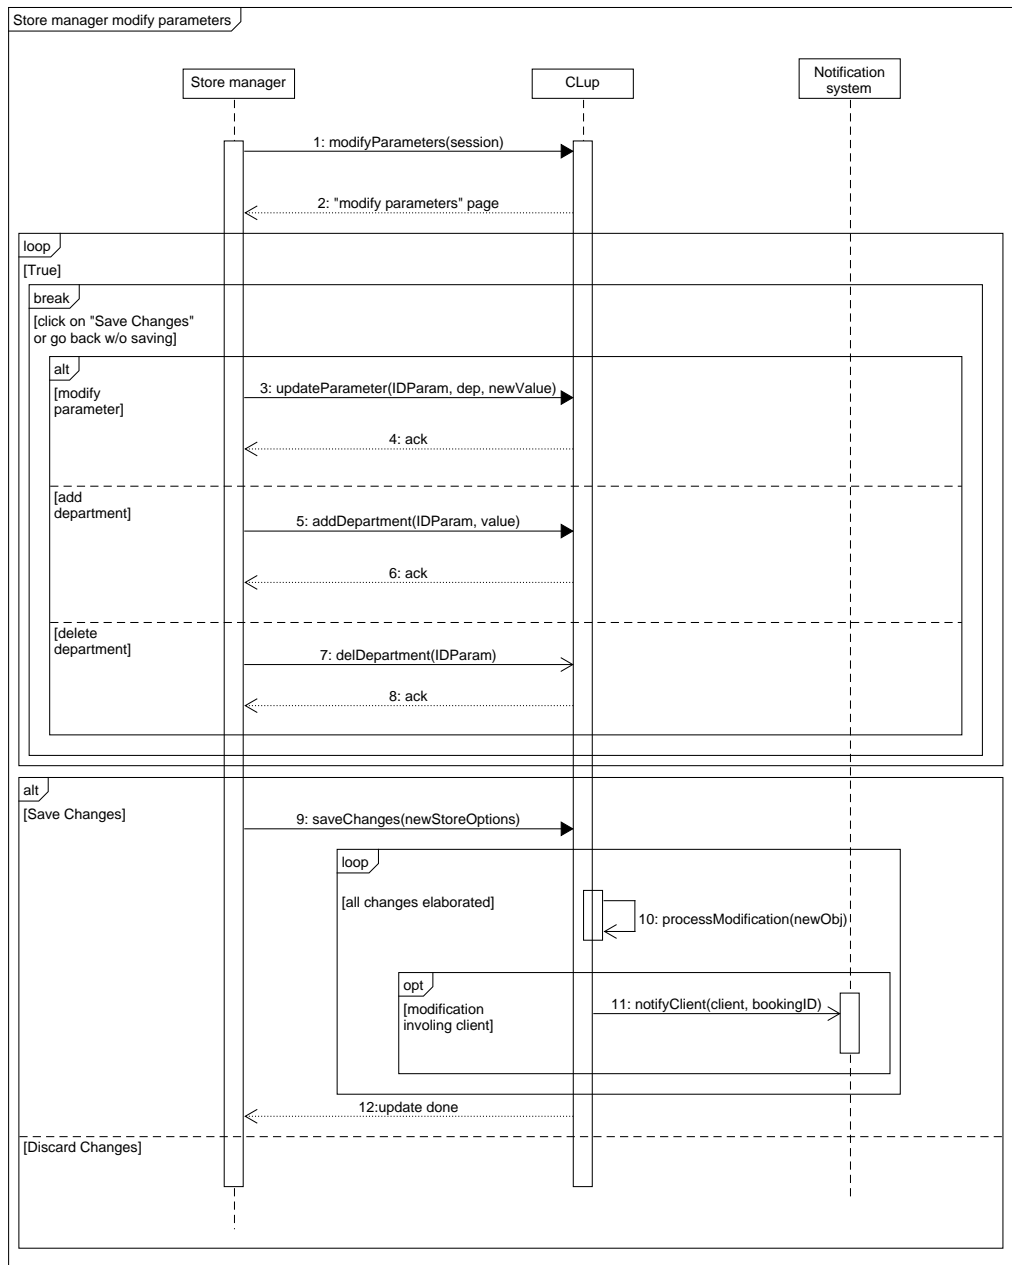 Store manager modify parameters
Store manager
CLup
Notification
system
1: modifyParameters(session)
2: "modify parameters" page
loop
[True]
break
[click on "Save Changes"
or go back w/o saving]
alt
[modify
parameter]
3: updateParameter(IDParam, dep, newValue)
4: ack
[add
department]
5: addDepartment(IDParam, value)
6: ack
[delete
department]
7: delDepartment(IDParam)
8: ack
alt
[Save Changes]
9: saveChanges(newStoreOptions)
loop
[all changes elaborated]
10: processModification(newObj)
opt
[modification
involing client]
11: notifyClient(client, bookingID)
12:update done
[Discard Changes]